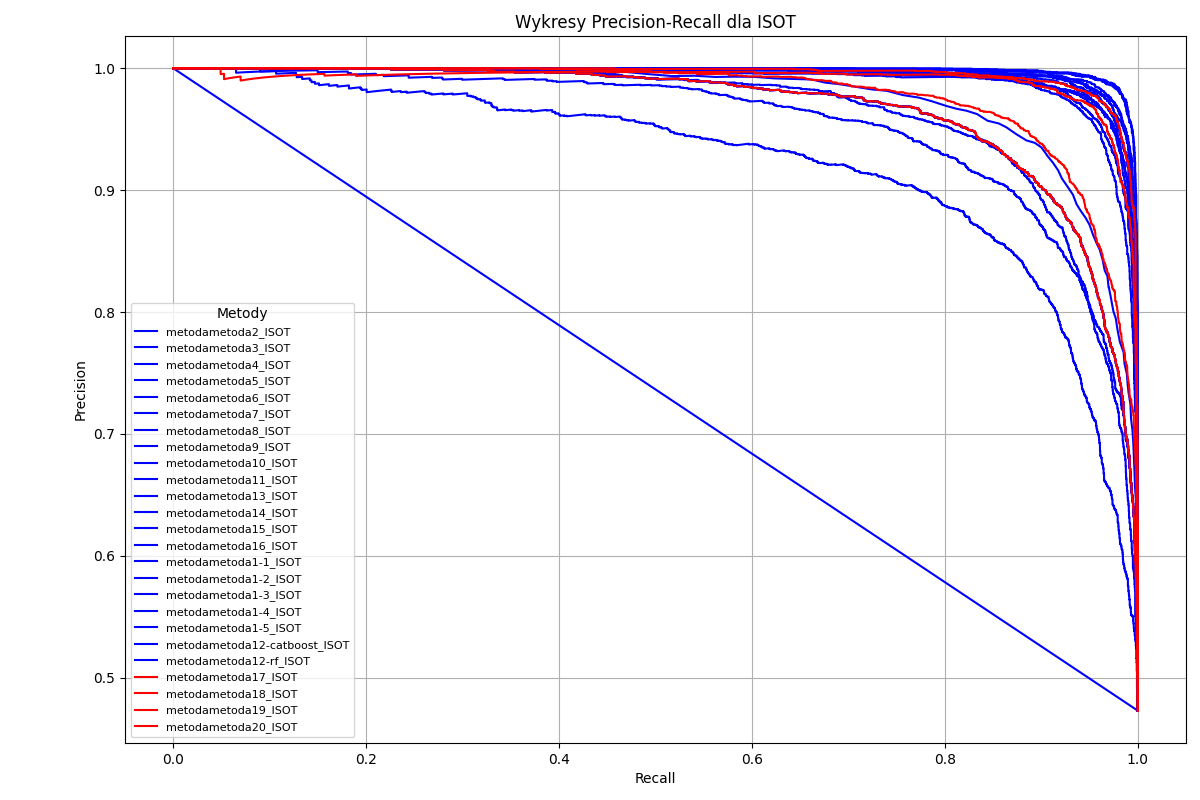 Wykresy Precision-Recall dla ISOT
1.0
0.9
0.8
0.7
0.6
0.5
Precision
Metody
metodametoda2_ISOT
metodametoda3_ISOT
metodametoda4_ISOT
metodametoda5_ISOT
metodametoda6_ISOT
metodametoda7_ISOT
metodametoda8_ISOT
metodametoda9_ISOT
metodametoda10_ISOT
metodametoda11_ISOT
metodametoda13_ISOT
metodametoda14_ISOT
metodametoda15_ISOT
metodametoda16_ISOT
metodametoda1-1_ISOT
metodametoda1-2_ISOT
metodametoda1-3_ISOT
metodametoda1-4_ISOT
metodametoda1-5_ISOT
metodametoda12-catboost_ISOT
metodametoda12-rf_ISOT
metodametoda17_ISOT
metodametoda18_ISOT
metodametoda19_ISOT
metodametoda20_ISOT
0.0 0.2 0.4 0.6 0.8 1.0
Recall